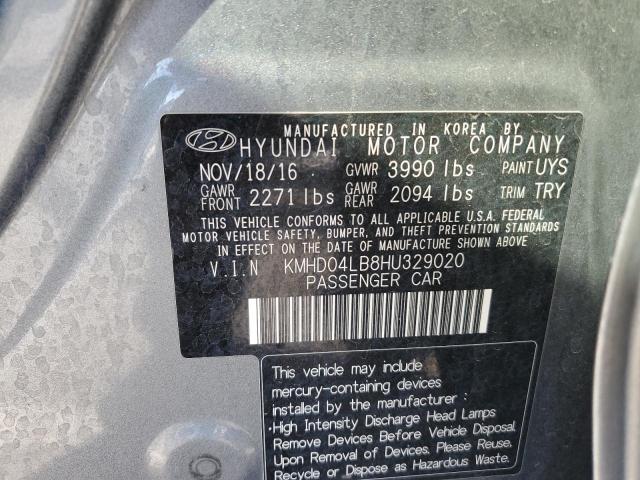 MANUFACTURED IN KOREA BY
HYUNDAI MOTOR COMPANY
NOV/18/16 GVWR 3990 lbs PAINT UYS
GAWR FRONT 2271 lbs GAWR REAR 2094 lbs TRIM TRY
THIS VEHICLE CONFORMS TO ALL APPLICABLE U.S.A. FEDERAL
MOTOR VEHICLE SAFETY, BUMPER, AND THEFT PREVENTION STANDARDS
IN EFFECT ON THE DATE OF MANUFACTURE SHOWN ABOVE
V.I.N KMHD04LB8HU329020
PASSENGER CAR
This vehicle may include
mercury-containing devices
installed by the manufacturer :
·High Intensity Discharge Head Lamps
Remove Devices Before Vehicle Disposal.
Upon Removal of Devices. Please Reuse,
Recycle or Dispose as Hazardous Waste.